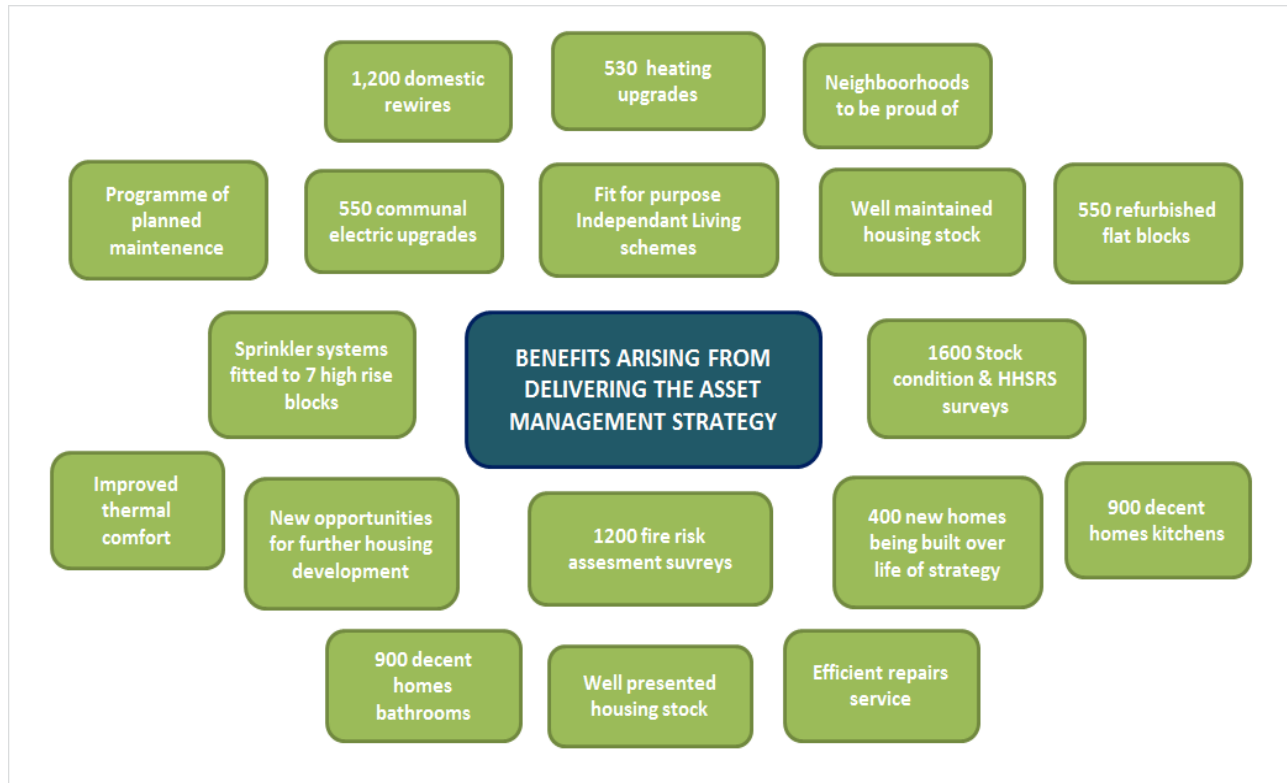 1,200 domestic
rewires
530 heating
upgrades
Neighboorhoods
to be proud of
Programme of
planned
maintenence
550 communal
electric upgrades
Fit for purpose
Independant Living
schemes
Well maintained
housing stock
550 refurbished
flat blocks
Sprinkler systems
fitted to 7 high rise
blocks
BENEFITS ARISING FROM
DELIVERING THE ASSET
MANAGEMENT STRATEGY
1600 Stock
condition & HHSRS
surveys
Improved
thermal
comfort
New opportunities
for further housing
development
1200 fire risk
assesment suvreys
400 new homes
being built over
life of strategy
900 decent
homes kitchens
900 decent
homes
bathrooms
Well presented
housing stock
Efficient repairs
service